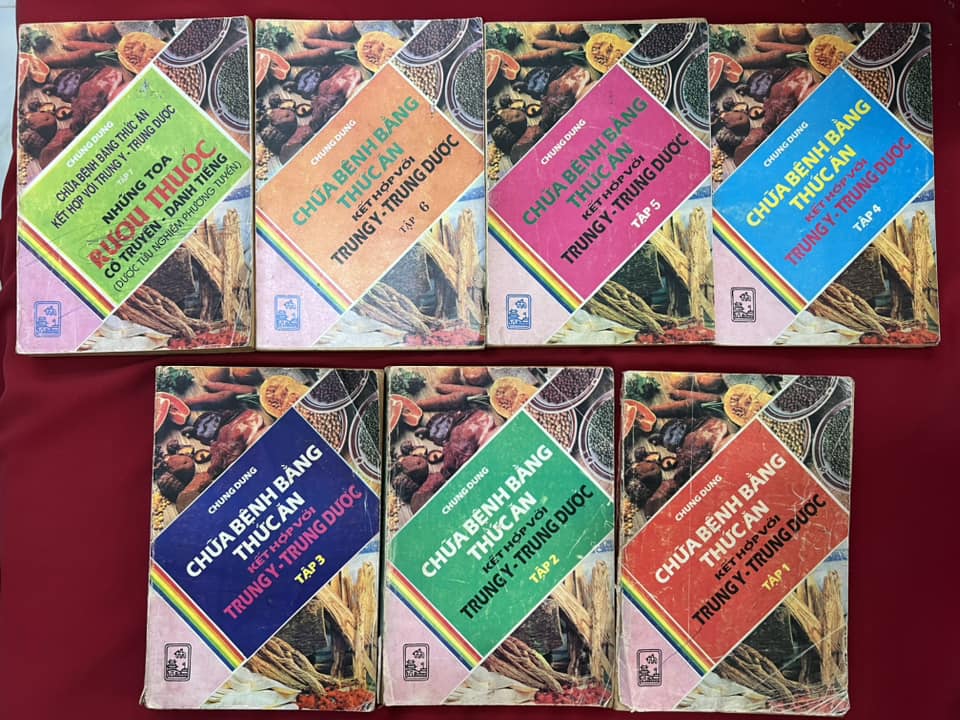 CHUNG DUNG
CHỮA BỆNH BẰNG THỨC ĂN
KẾT HỢP VỚI TRUNG Y - TRUNG DƯỢC
TẬP 7
NHỮNG TOA
RƯỢU THUỐC
CỔ TRUYỀN - DANH TIẾNG
(DƯỢC TỬU NGHIỆM PHƯƠNG TUYỂN)
CHUNG DUNG
CHỮA BỆNH BẰNG
THỨC ĂN
KẾT HỢP VỚI
TRUNG Y - TRUNG DƯỢC
TẬP 6
CHUNG DUNG
CHỮA BỆNH BẰNG
THỨC ĂN
KẾT HỢP VỚI
TRUNG Y - TRUNG DƯỢC
TẬP 5
CHUNG DUNG
CHỮA BỆNH BẰNG
THỨC ĂN
KẾT HỢP VỚI
TRUNG Y - TRUNG DƯỢC
TẬP 4
CHUNG DUNG
CHỮA BỆNH BẰNG
THỨC ĂN
KẾT HỢP VỚI
TRUNG Y - TRUNG DƯỢC
TẬP 3
CHUNG DUNG
CHỮA BỆNH BẰNG
THỨC ĂN
KẾT HỢP VỚI
TRUNG Y - TRUNG DƯỢC
TẬP 2
CHUNG DUNG
CHỮA BỆNH BẰNG
THỨC ĂN
KẾT HỢP VỚI
TRUNG Y - TRUNG DƯỢC
TẬP 1